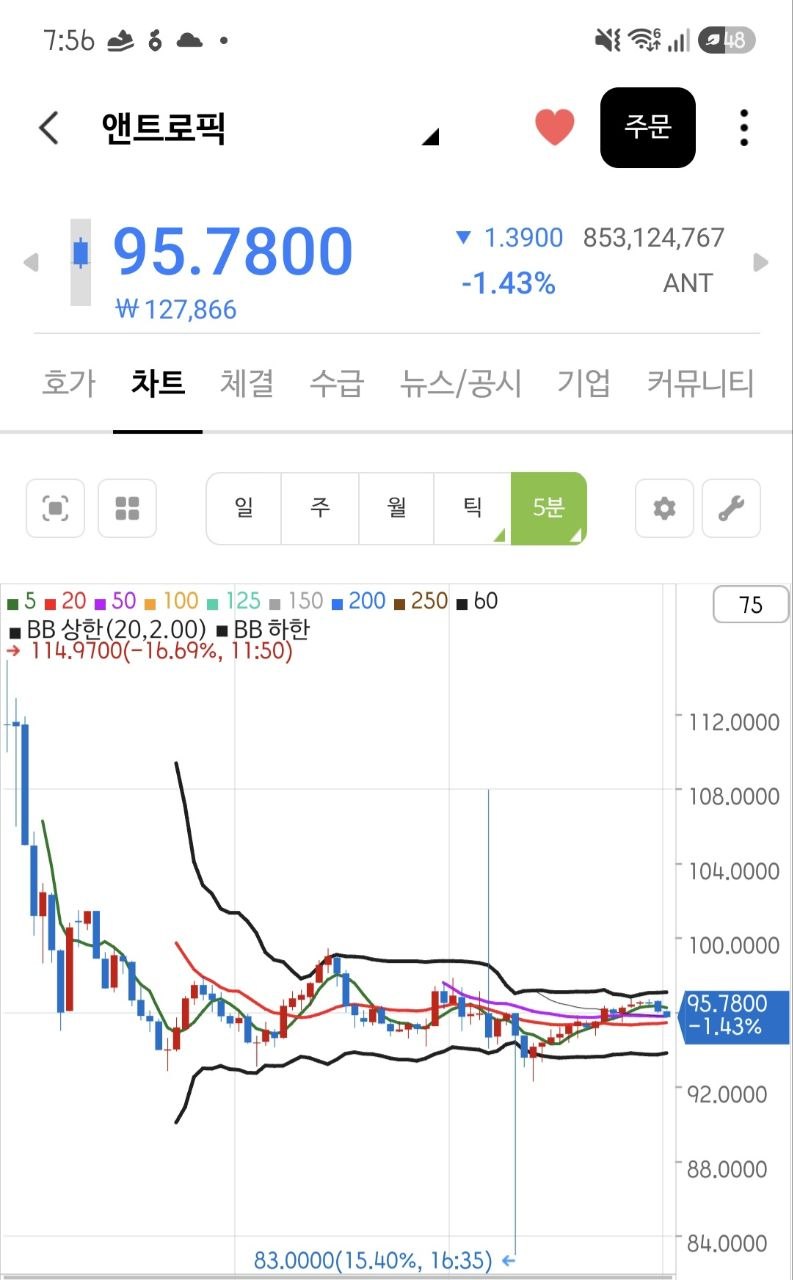 7:56 6 48
앤트로픽 주문
95.7800 ▼ 1.3900 853,124,767
₩127,866 -1.43% ANT
호가 차트 체결 수급 뉴스/공시 기업 커뮤니티
일 주 월 틱 5분
5 20 50 100 125 150 200 250 60 75
BB 상한(20,2.00) BB 하한
→ 114.9700(-16.69%, 11:50)
112.0000
108.0000
104.0000
100.0000
95.7800
-1.43%
92.0000
88.0000
84.0000
83.0000(15.40%, 16:35) ←